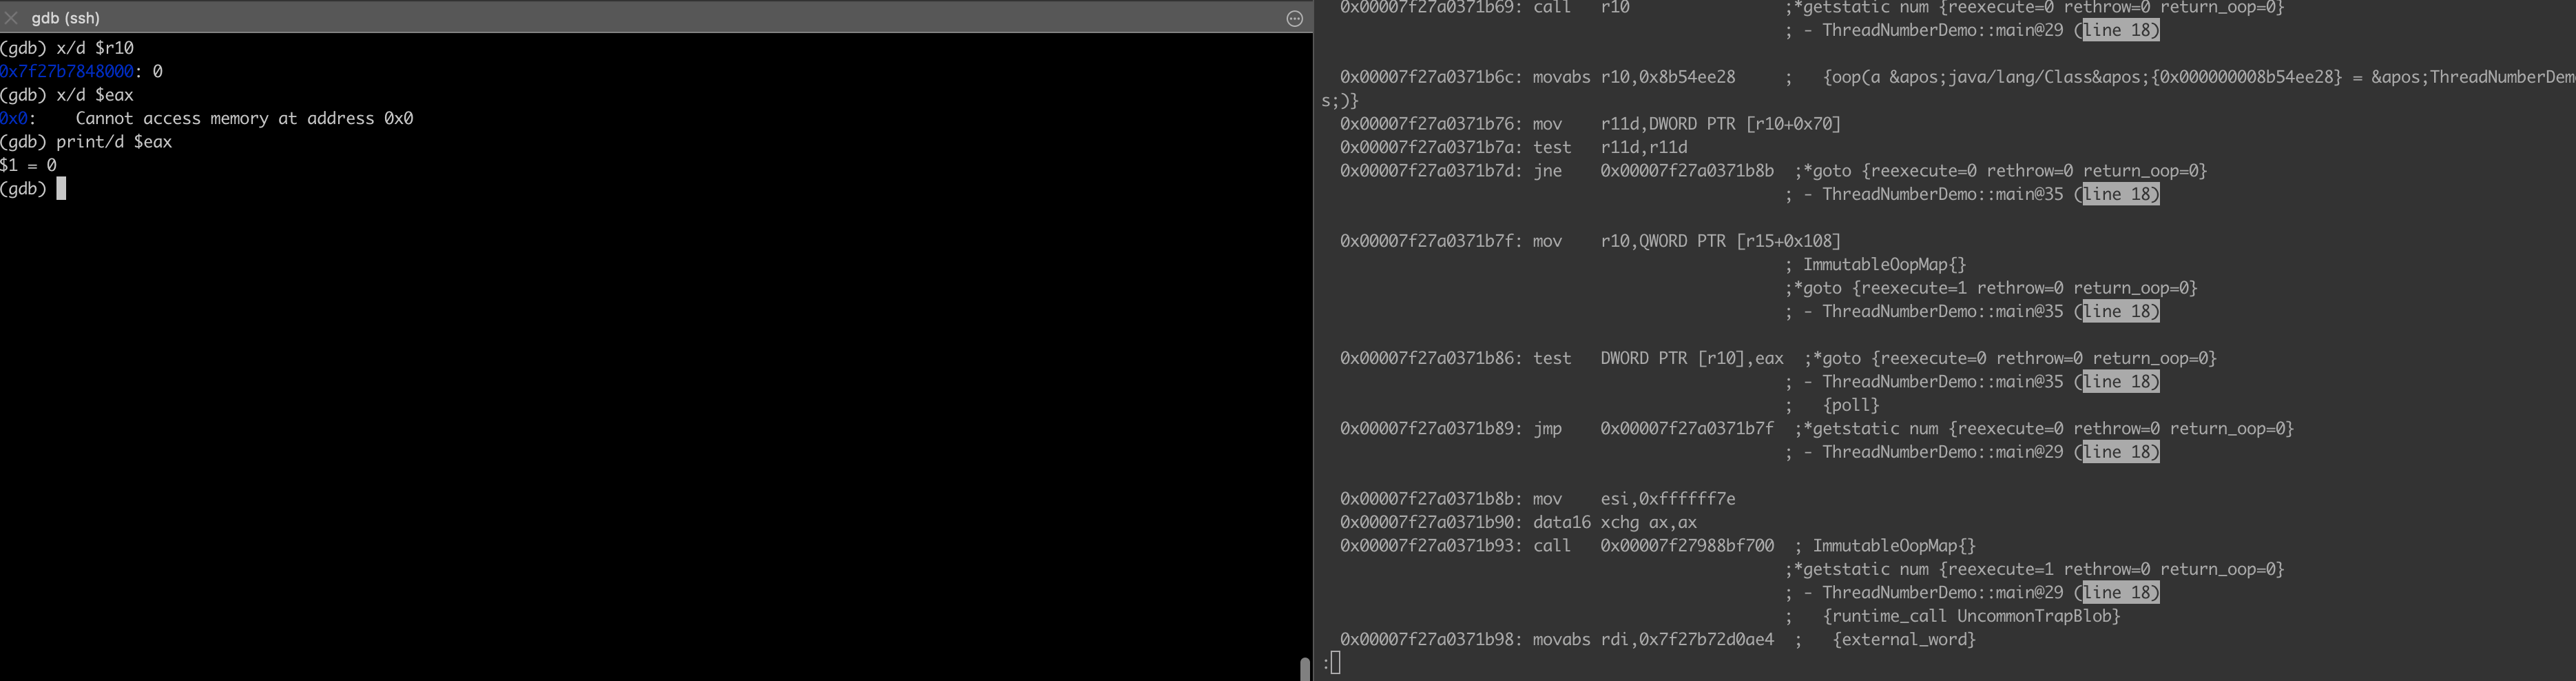 gdb (ssh)
(gdb) x/d $r10
0x7f27b7848000: 0
(gdb) x/d $eax
0x0:    Cannot access memory at address 0x0
(gdb) print/d $eax
$1 = 0
(gdb)
0x00007f27a0371b69: call   r10                ;*getstatic num {reexecute=0 rethrow=0 return_op=0}
; - ThreadNumberDemo::main@29 (line 18)
0x00007f27a0371b6c: movabs r10,0x8b54ee28     ;   {oop(a &apos;java/lang/Class&apos;{0x000000008b54ee28} = &apos;ThreadNumberDem
s;)}
0x00007f27a0371b76: mov    r11d,DWORD PTR [r10+0x70]
0x00007f27a0371b7a: test   r11d,r11d
0x00007f27a0371b7d: jne    0x00007f27a0371b8b  ;*goto {reexecute=0 rethrow=0 return_oop=0}
; - ThreadNumberDemo::main@35 (line 18)
0x00007f27a0371b7f: mov    r10,QWORD PTR [r15+0x108]
; ImmutableOopMap{}
;*goto {reexecute=1 rethrow=0 return_oop=0}
; - ThreadNumberDemo::main@35 (line 18)
0x00007f27a0371b86: test   DWORD PTR [r10],eax  ;*goto {reexecute=0 rethrow=0 return_oop=0}
; - ThreadNumberDemo::main@35 (line 18)
;   {poll}
0x00007f27a0371b89: jmp    0x00007f27a0371b7f  ;*getstatic num {reexecute=0 rethrow=0 return_oop=0}
; - ThreadNumberDemo::main@29 (line 18)
0x00007f27a0371b8b: mov    esi,0xffffff7e
0x00007f27a0371b90: data16 xchg ax,ax
0x00007f27a0371b93: call   0x00007f27988bf700  ; ImmutableOopMap{}
;*getstatic num {reexecute=1 rethrow=0 return_oop=0}
; - ThreadNumberDemo::main@29 (line 18)
;   {runtime_call UncommonTrapBlob}
0x00007f27a0371b98: movabs rdi,0x7f27b72d0ae4  ;   {external_word}
: